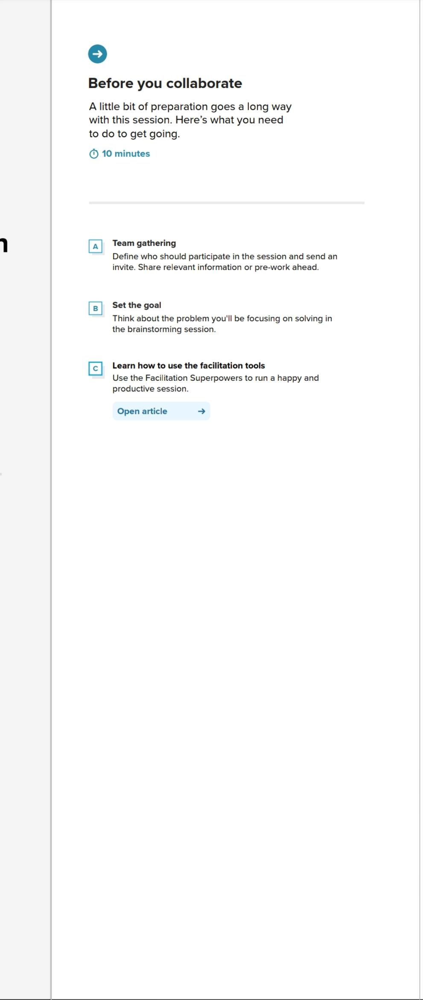 Before you collaborate
A little bit of preparation goes a long way
with this session. Here’s what you need
to do to get going.
10 minutes
n
A
Team gathering
Define who should participate in the session and send an
invite. Share relevant information or pre-work ahead.
B
Set the goal
Think about the problem you'll be focusing on solving in
the brainstorming session.
C
Learn how to use the facilitation tools
Use the Facilitation Superpowers to run a happy and
productive session.
Open article